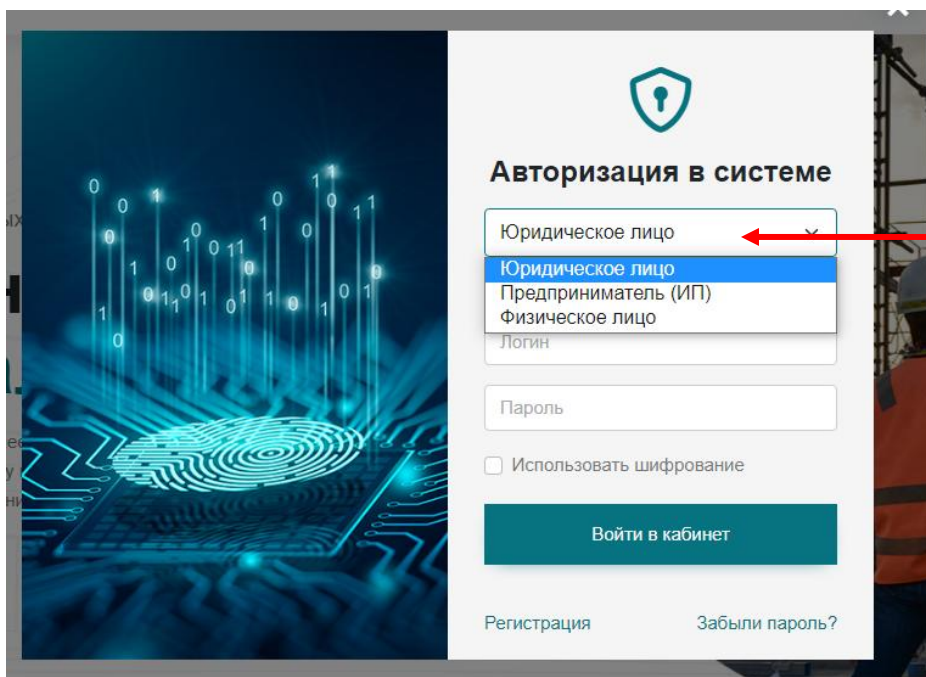 Авторизация в системе
Юридическое лицо
Юридическое лицо
Предприниматель (ИП)
Физическое лицо
Логин
Пароль
Использовать шифрование
Войти в кабинет
Регистрация
Забыли пароль?